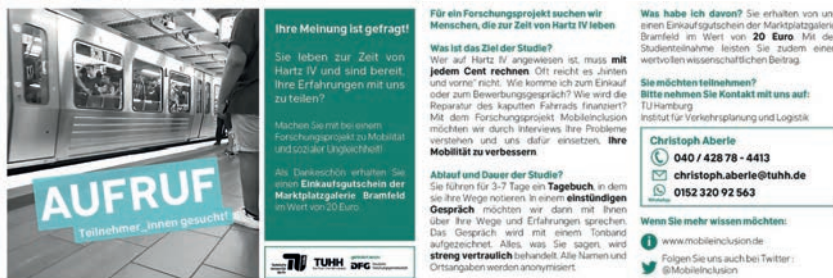 AUFRUF
Teilnehmer_innen gesucht!
Ihre Meinung ist gefragt!
Sie leben zur Zeit von
Hartz IV und sind bereit,
Ihre Erfahrungen mit uns
zu teilen?
Machen Sie mit bei einem
Forschungsprojekt zu Mobilität
und sozialer Ungleichheit!
Als Dankeschön erhalten Sie
einen Einkaufsgutschein der
Marktplatzgalerie Bramfeld
im Wert von 20 Euro.
TUHH
DFG
Für ein Forschungsprojekt suchen wir
Menschen, die zur Zeit von Hartz IV leben
Was ist das Ziel der Studie?
Wer auf Hartz IV angewiesen ist, muss mit
jedem Cent rechnen. Oft reicht es „hinten
und vorne“ nicht. Wie komme ich zum Einkauf
oder zum Bewerbungsgespräch? Wie wird die
Reparatur des kaputten Fahrrads finanziert?
Mit dem Forschungsprojekt MobileInclusion
möchten wir durch Interviews Ihre Probleme
verstehen und uns dafür einsetzen, Ihre
Mobilität zu verbessern.
Ablauf und Dauer der Studie?
Sie führen für 3-7 Tage ein Tagebuch, in dem
sie ihre Wege notieren. In einem einstündigen
Gespräch möchten wir dann mit Ihnen
über Ihre Wege und Erfahrungen sprechen.
Das Gespräch wird mit einem Tonband
aufgezeichnet. Alles, was Sie sagen, wird
streng vertraulich behandelt. Alle Namen und
Ortsangaben werden anonymisiert.
Was habe ich davon? Sie erhalten von un
einen Einkaufsgutschein der Marktplatzgalerie
Bramfeld im Wert von 20 Euro. Mit der
Studienteilnahme leisten Sie zudem einen
wertvollen wissenschaftlichen Beitrag.
Sie möchten teilnehmen?
Bitte nehmen Sie Kontakt mit uns auf:
TU Hamburg
Institut für Verkehrsplanung und Logistik
Christoph Aberle
040 / 428 78 - 4413
christoph.aberle@tuhh.de
0152 320 92 563
WhatsApp
Wenn Sie mehr wissen möchten:
www.mobileinclusion.de
Folgen Sie uns auch bei Twitter:
@MobileInclusion